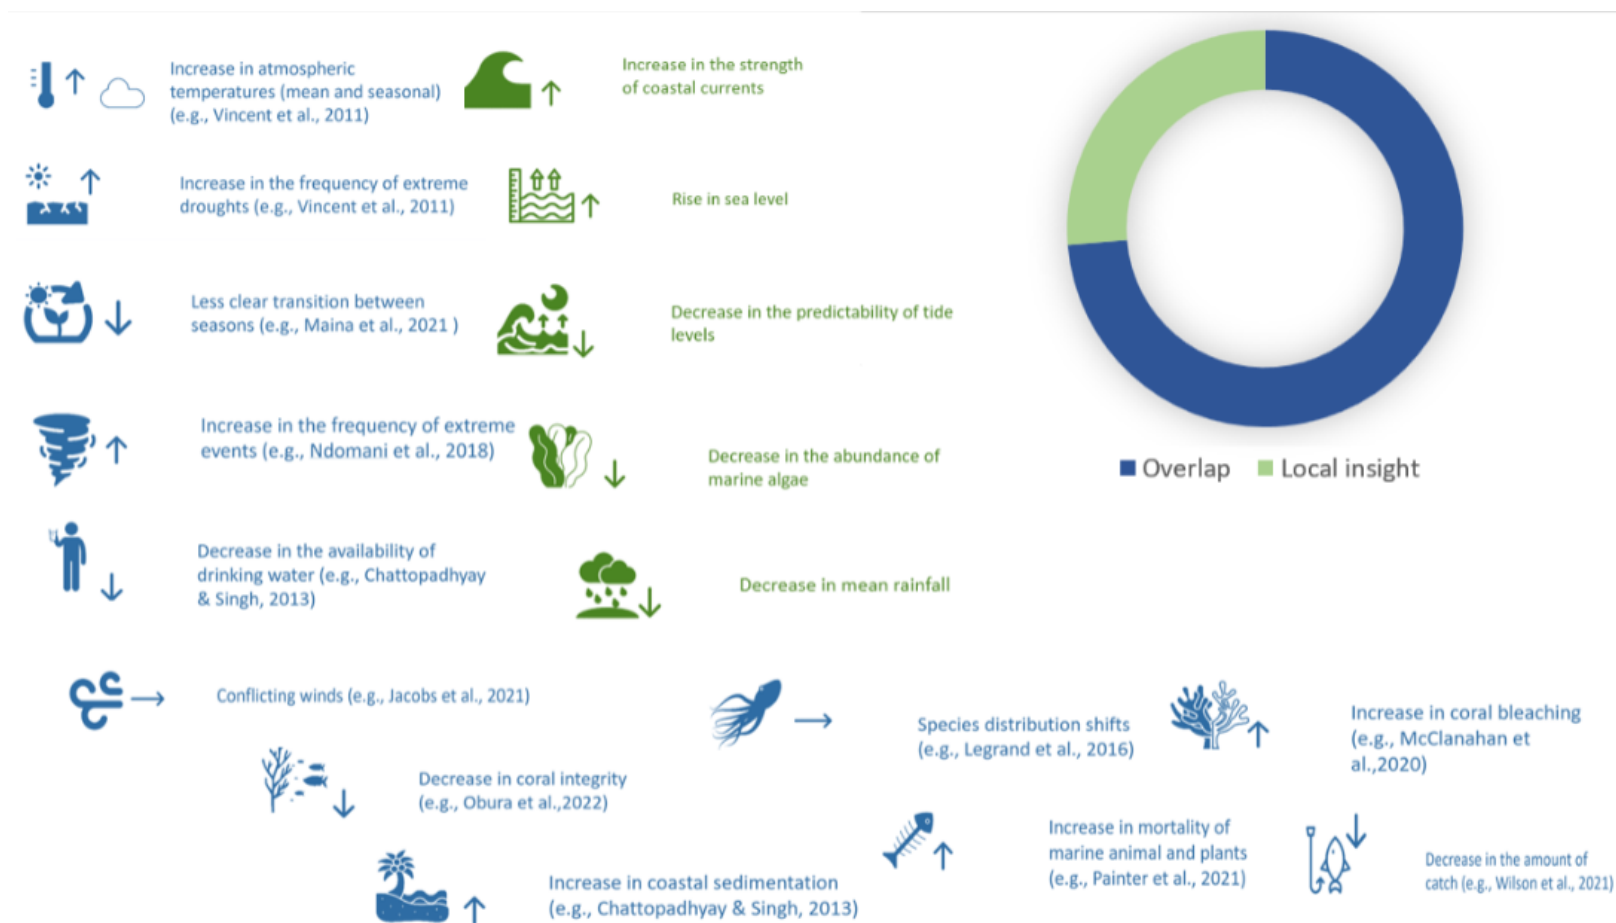 Increase in atmospheric
temperatures (mean and seasonal)
(e.g., Vincent et al., 2011)
Increase in the strength
of coastal currents
Increase in the frequency of extreme
droughts (e.g., Vincent et al., 2011)
Rise in sea level
Less clear transition between
seasons (e.g., Maina et al., 2021 )
Decrease in the predictability of tide
levels
Increase in the frequency of extreme
events (e.g., Ndomani et al., 2018)
Decrease in the abundance of
marine algae
Overlap
Local insight
Decrease in the availability of
drinking water (e.g., Chattopadhyay
& Singh, 2013)
Decrease in mean rainfall
Conflicting winds (e.g., Jacobs et al., 2021)
Species distribution shifts
(e.g., Legrand et al., 2016)
Increase in coral bleaching
(e.g., McClanahan et
al.,2020)
Decrease in coral integrity
(e.g., Obura et al.,2022)
Increase in mortality of
marine animal and plants
(e.g., Painter et al., 2021)
Decrease in the amount of
catch (e.g., Wilson et al., 2021)
Increase in coastal sedimentation
(e.g., Chattopadhyay & Singh, 2013)